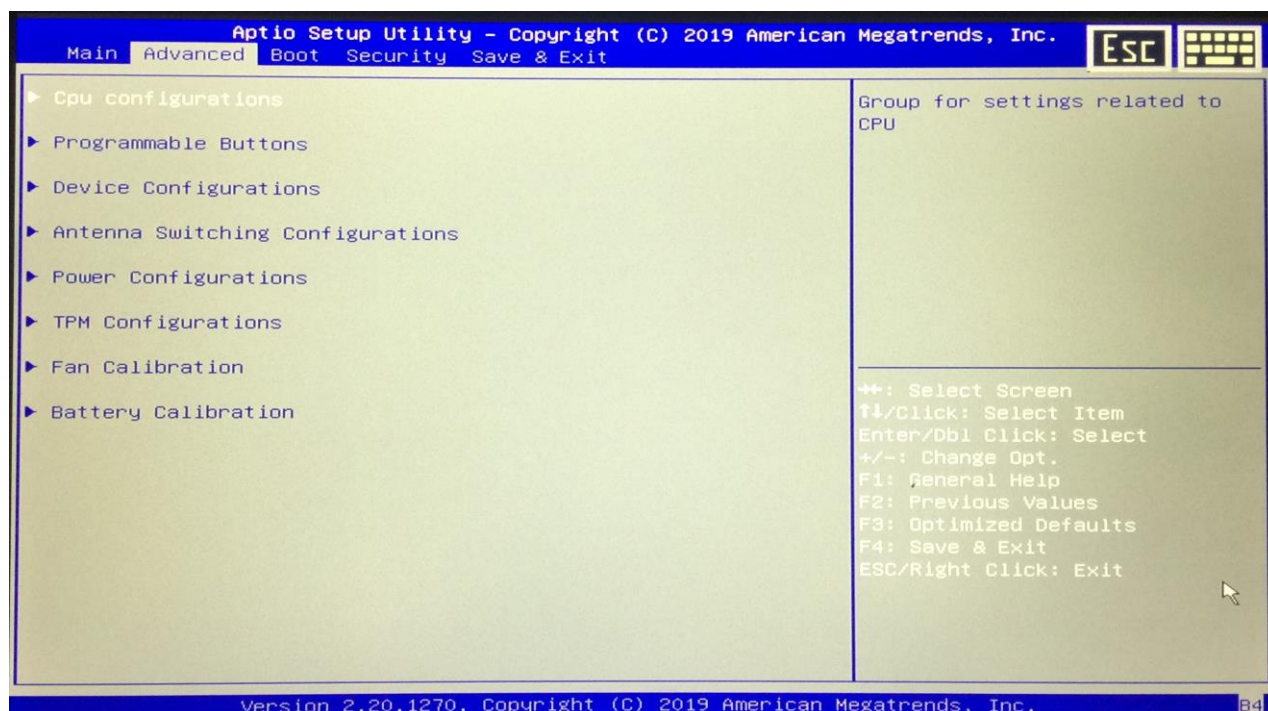 Aptio Setup Utility – Copyright (C) 2019 American Megatrends, Inc.
Main Advanced Boot Security Save & Exit
Esc
► Cpu configurations
► Programmable Buttons
► Device Configurations
► Antenna Switching Configurations
► Power Configurations
► TPM Configurations
► Fan Calibration
► Battery Calibration
Group for settings related to
CPU
→←: Select Screen
↑↓/Click: Select Item
Enter/Dbl Click: Select
+/-: Change Opt.
F1: General Help
F2: Previous Values
F3: Optimized Defaults
F4: Save & Exit
ESC/Right Click: Exit
Version 2.20.1270. Copyright (C) 2019 American Megatrends, Inc.
B4